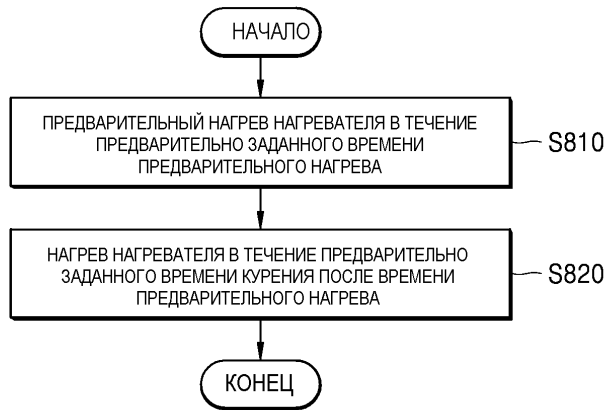 НАЧАЛО
ПРЕДВАРИТЕЛЬНЫЙ НАГРЕВ НАГРЕВАТЕЛЯ В ТЕЧЕНИЕ
ПРЕДВАРИТЕЛЬНО ЗАДАННОГО ВРЕМЕНИ
ПРЕДВАРИТЕЛЬНОГО НАГРЕВА
S810
НАГРЕВ НАГРЕВАТЕЛЯ В ТЕЧЕНИЕ ПРЕДВАРИТЕЛЬНО
ЗАДАННОГО ВРЕМЕНИ КУРЕНИЯ ПОСЛЕ ВРЕМЕНИ
ПРЕДВАРИТЕЛЬНОГО НАГРЕВА
S820
КОНЕЦ